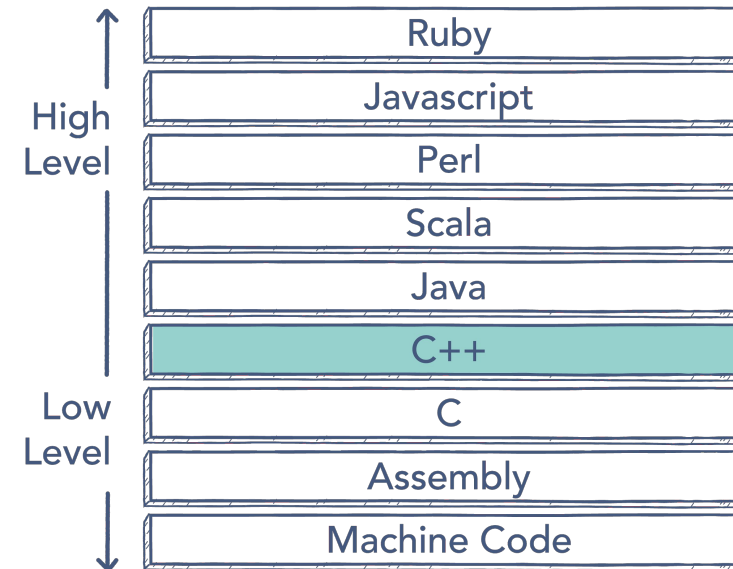 Ruby
Javascript
High
Level
Perl
Scala
Java
C++
Low
Level
C
Assembly
Machine Code